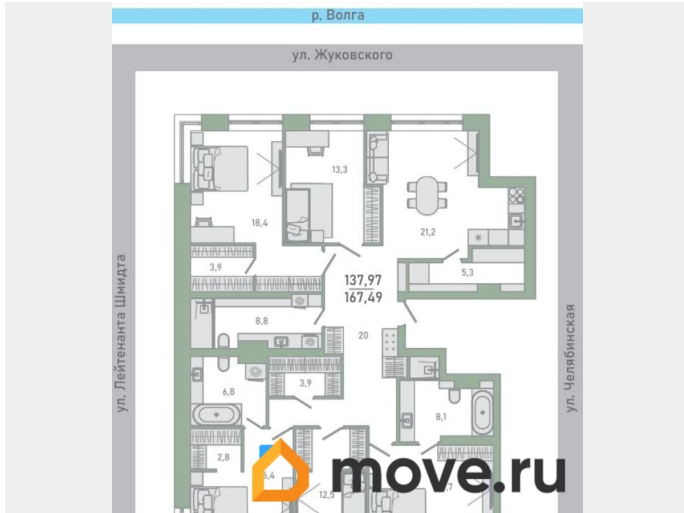 р. Волга
ул. Жуковского
ул. Лейтенанта Шмидта
ул. Челябинская
13,3
18,4
21,2
3,9
5,3
137,97
167,49
8,8
20
6,8
3,9
8,1
2,8
12,5
move.ru